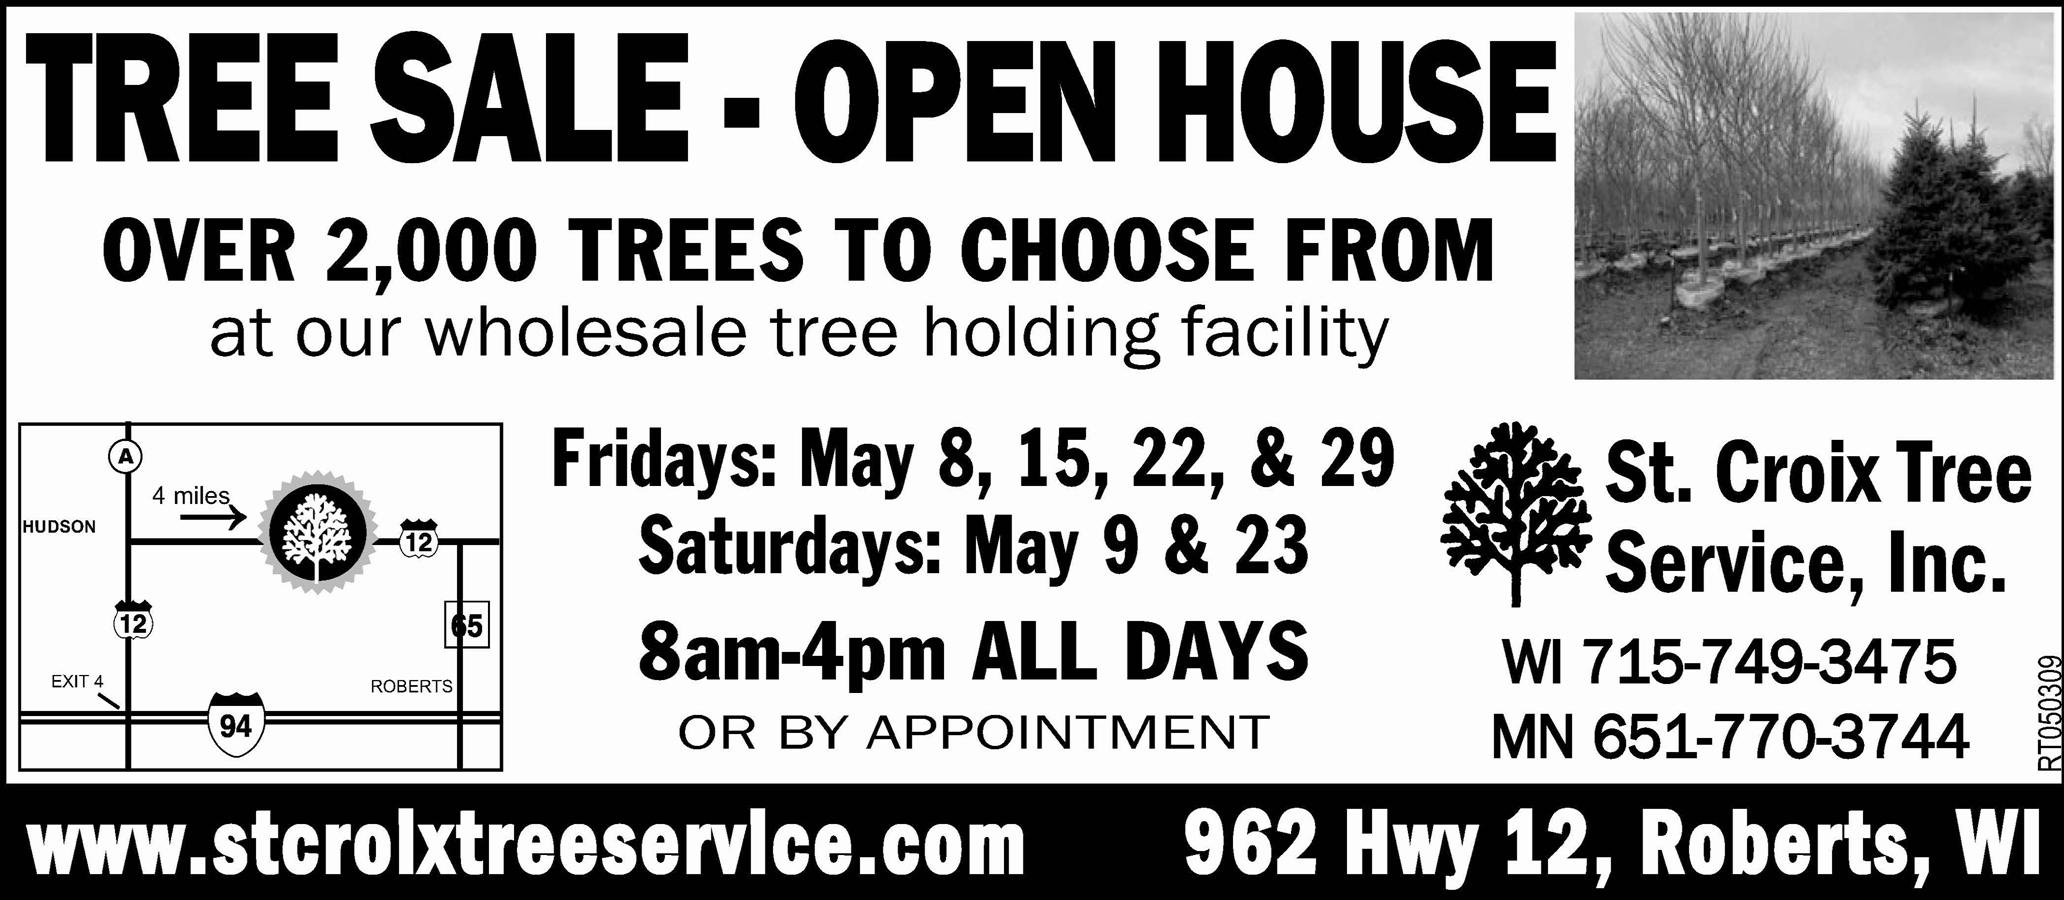 TREE SALE - OPEN HOUSE
OVER 2,000 TREES TO CHOOSE FROM
at our wholesale tree holding facility
A
4 miles
HUDSON
12
12
65
EXIT 4
ROBERTS
94
Fridays: May 8, 15, 22, & 29
Saturdays: May 9 & 23
8am-4pm ALL DAYS
OR BY APPOINTMENT
St. Croix Tree
Service, Inc.
WI 715-749-3475
MN 651-770-3744
RT050309
www.stcroixtreeservice.com
962 Hwy 12, Roberts, WI